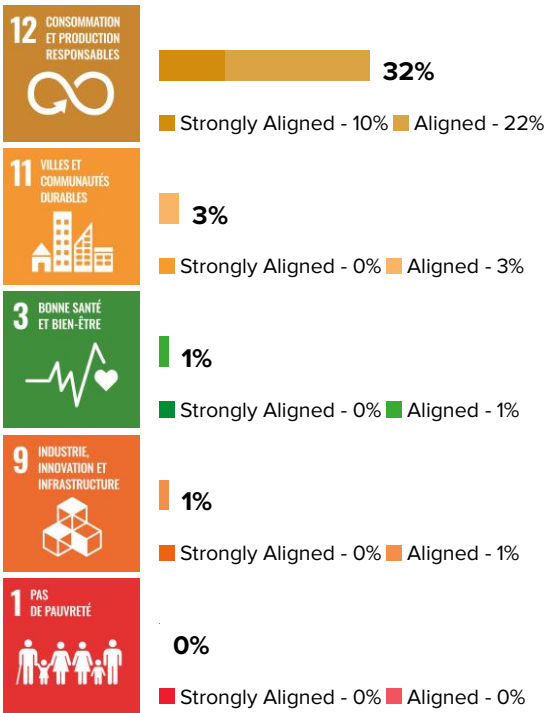 12 CONSOMMATION
ET PRODUCTION
RESPONSABLES
32%
Strongly Aligned - 10% Aligned - 22%
11 VILLES ET
COMMUNAUTÉS
DURABLES
3%
Strongly Aligned - 0% Aligned - 3%
3 BONNE SANTÉ
ET BIEN-ÊTRE
1%
Strongly Aligned - 0% Aligned - 1%
9 INDUSTRIE,
INNOVATION ET
INFRASTRUCTURE
1%
Strongly Aligned - 0% Aligned - 1%
1 PAS
DE PAUVRETÉ
0%
Strongly Aligned - 0% Aligned - 0%